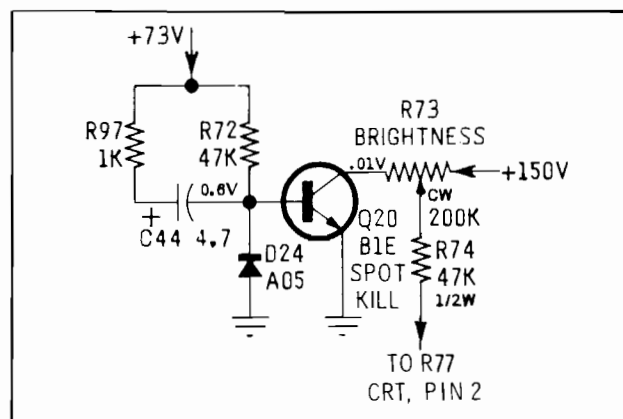 +73V
R97
1K
R72
47K
R73
BRIGHTNESS
.01V
+150V
CW
200K
0.6V
+
C44 4.7
D24
A05
Q20
B1E
SPOT
KILL
R74
47K
1/2W
TO R77
CRT, PIN 2